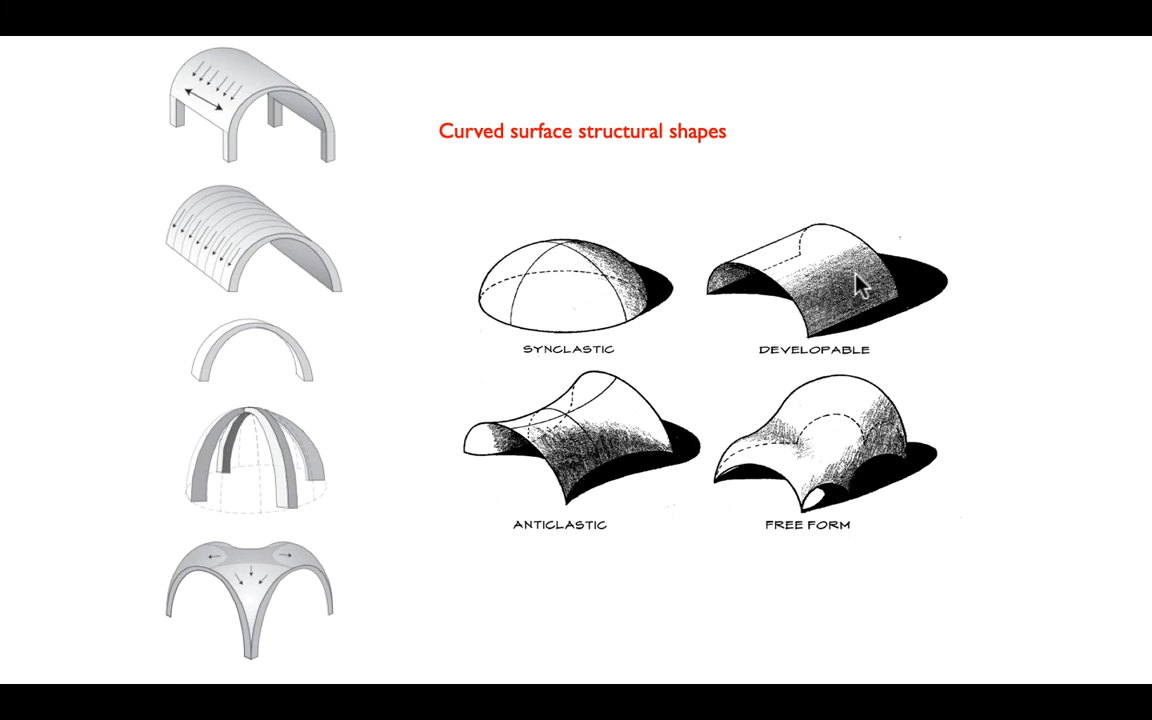 Curved surface structural shapes
SYNCLASTIC
DEVELOPABLE
ANTICLASTIC
FREE FORM